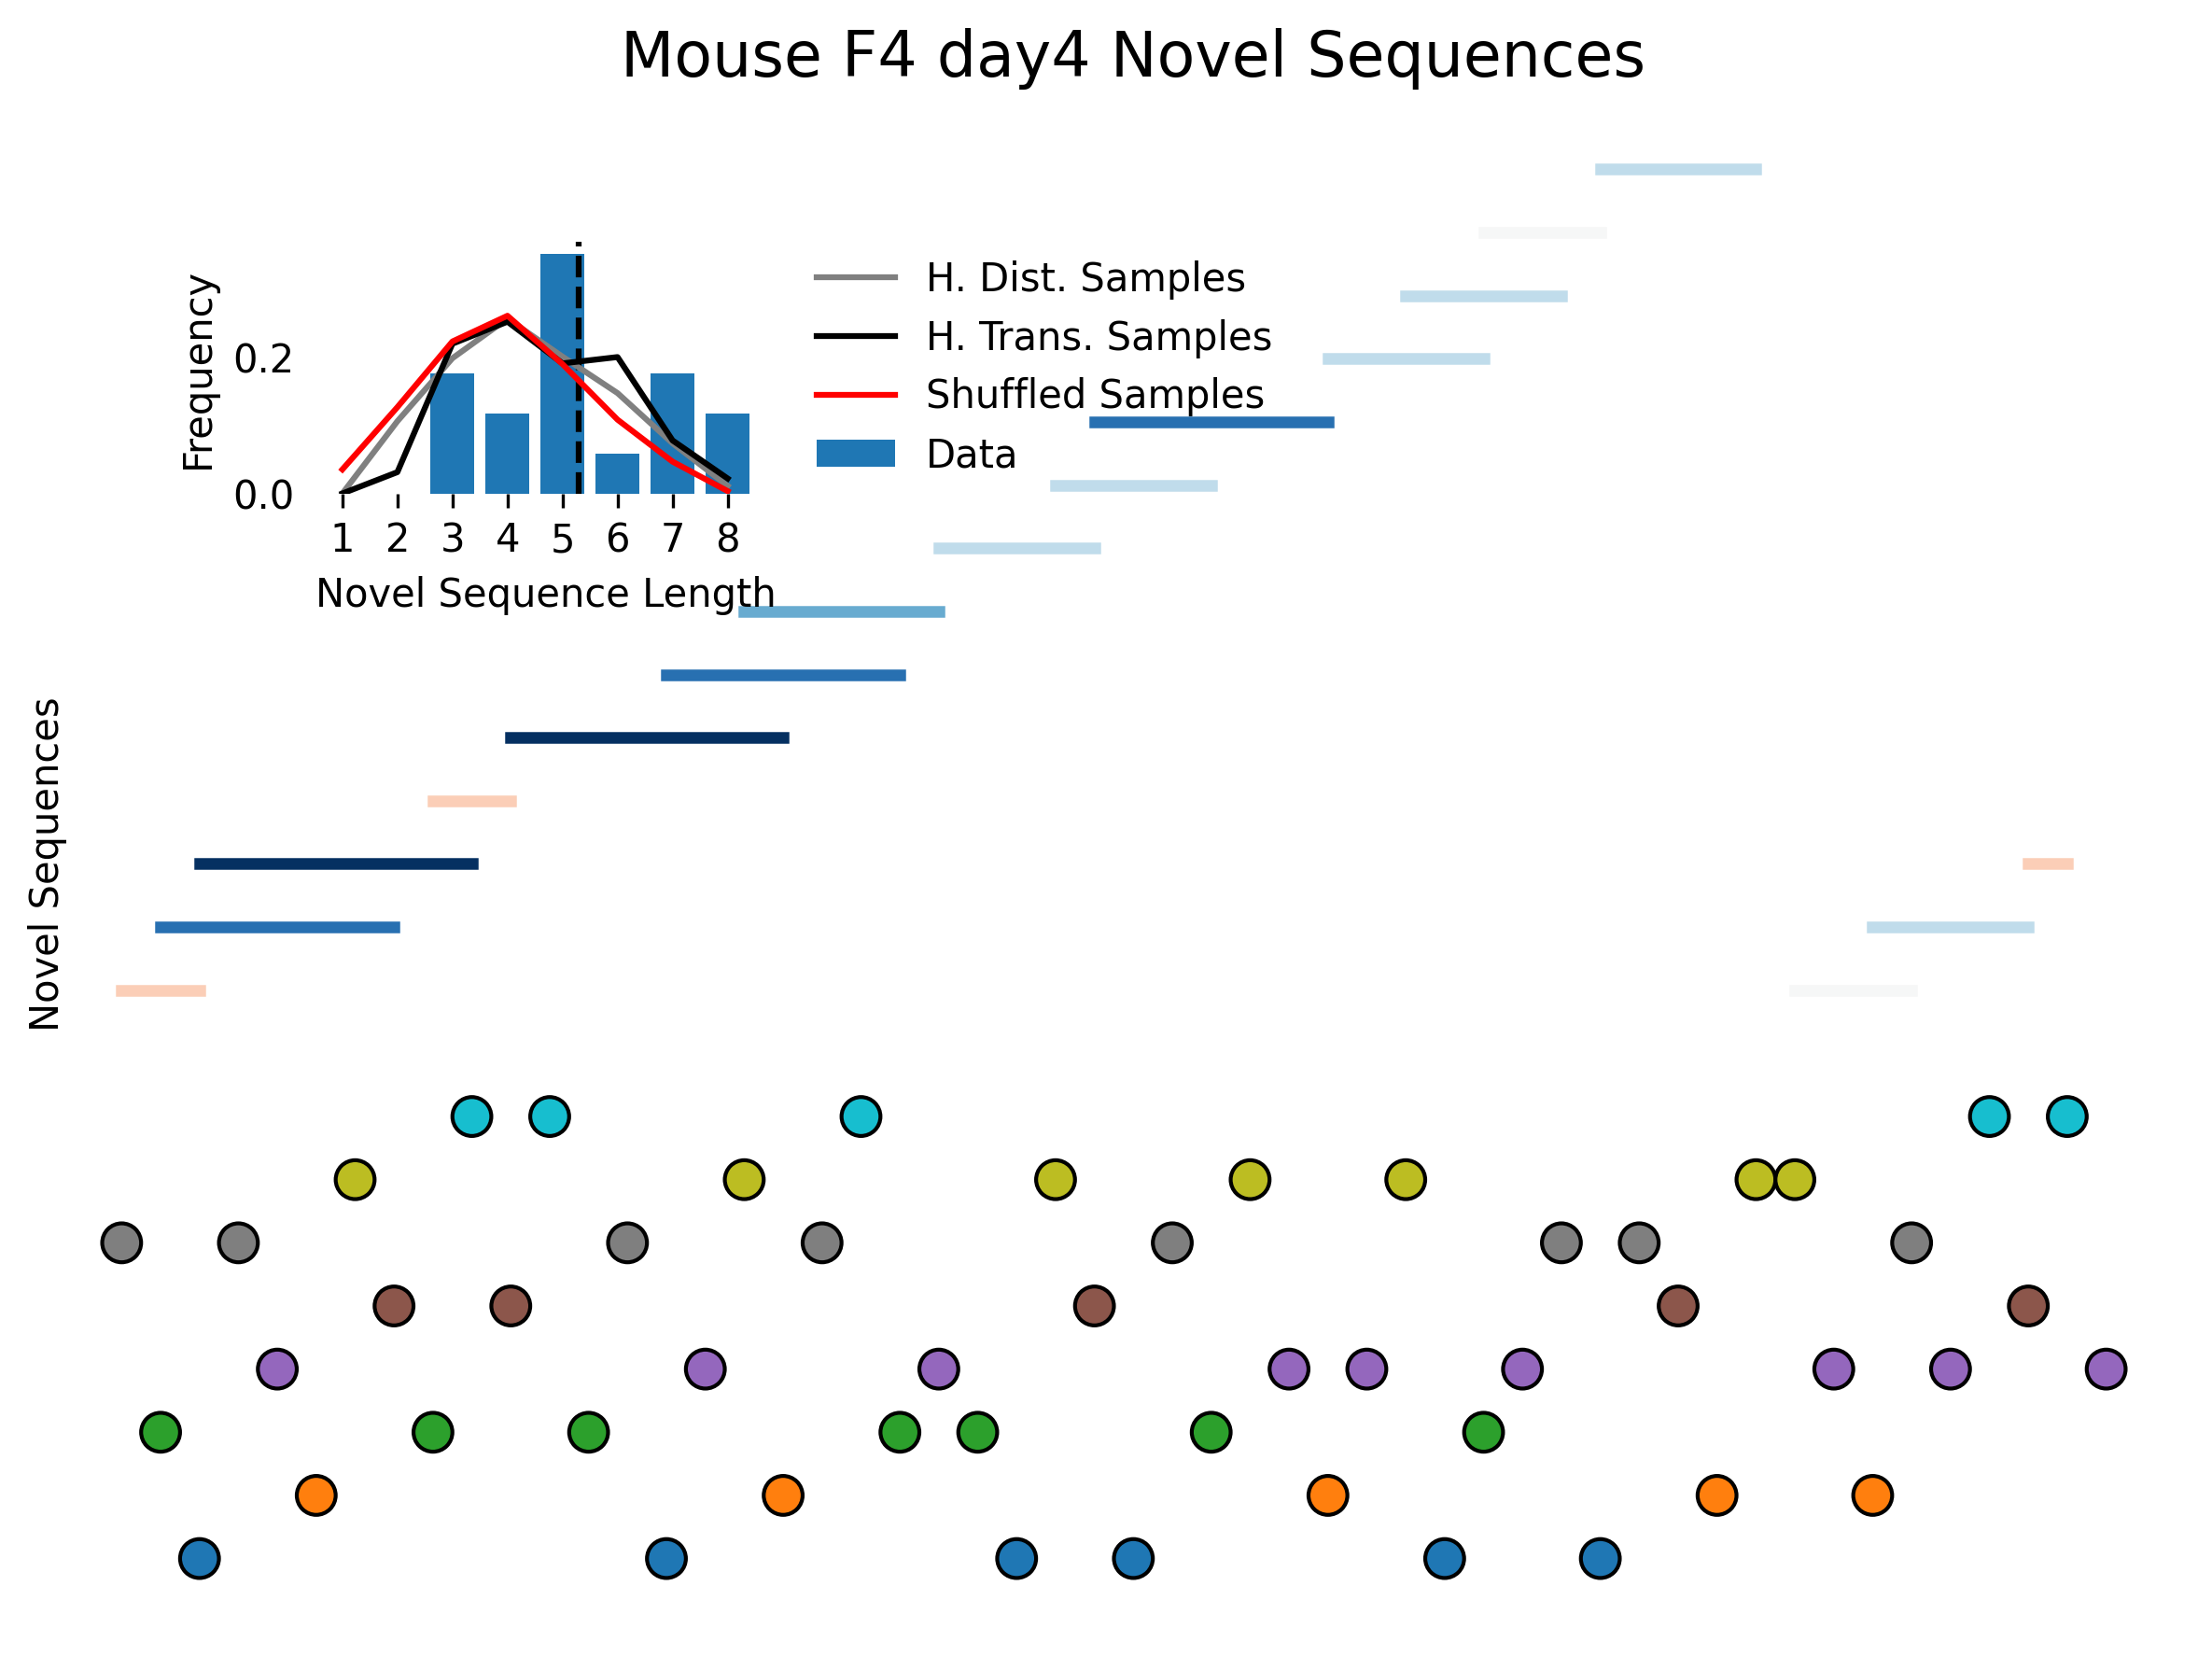 Mouse F4 day4 Novel Sequences
Frequency
0.2
0.0
1 2 3 4 5 6 7 8
Novel Sequence Length
H. Dist. Samples
H. Trans. Samples
Shuffled Samples
Data
Novel Sequences